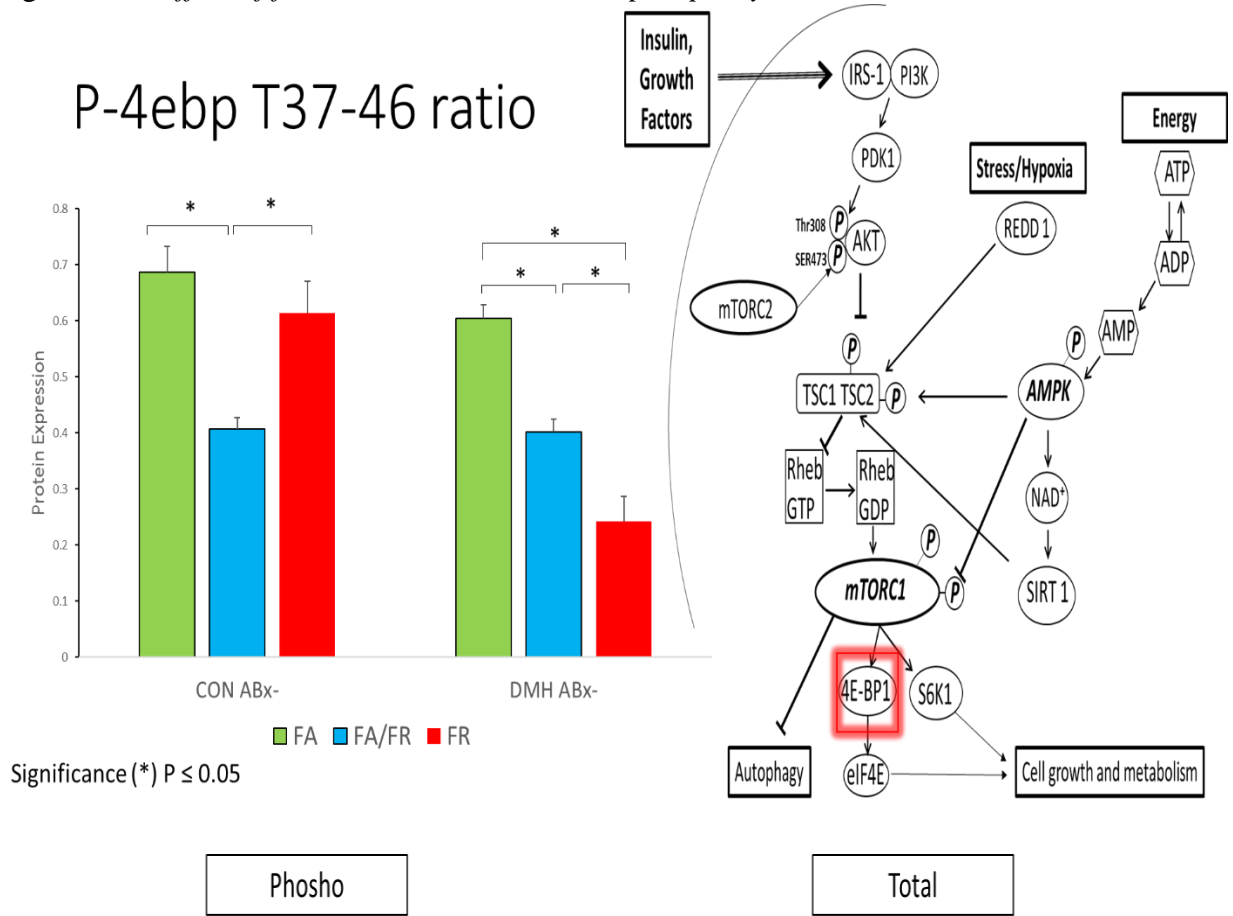 P-4ebp T37-46 ratio
Protein Expression
0.8
0.7
0.6
0.5
0.4
0.3
0.2
0.1
0
*
*
*
*
*
CON ABx-
DMH ABx-
FA
FA/FR
FR
Significance (*) P ≤ 0.05
Insulin,
Growth
Factors
IRS-1
PI3K
PDK1
Thr308
P
SER473
P
AKT
mTORC2
Stress/Hypoxia
REDD 1
Energy
ATP
ADP
AMP
P
AMPK
P
TSC1 TSC2
P
Rheb
GTP
Rheb
GDP
NAD+
SIRT 1
P
mTORC1
P
4E-BP1
S6K1
Autophagy
eIF4E
Cell growth and metabolism
Phosho
Total